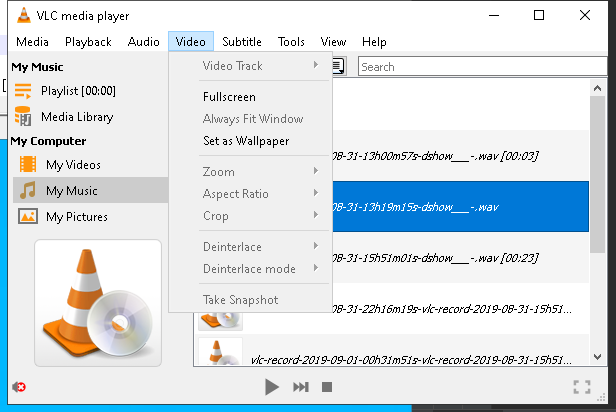 VLC media player
Media Playback Audio Video Subtitle Tools View Help
My Music
Playlist [00:00]
Media Library
My Computer
My Videos
My Music
My Pictures
Video Track
Fullscreen
Always Fit Window
Set as Wallpaper
Zoom
Aspect Ratio
Crop
Deinterlace
Deinterlace mode
Take Snapshot
Search
08-31-13h00m57s-dshow___-,wav [00:03]
08-31-13h19m15s-dshow___-,wav
08-31-15h51m01s-dshow___-,wav [00:23]
08-31-22h16m19s-vlc-record-2019-08-31-15h51...
vlc-record-2019-09-01-00h31m51s-vlc-record-2019-08-31-15h51...